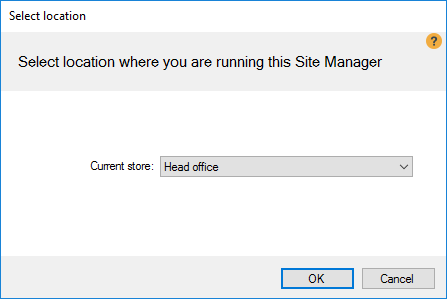 Select location
?
Select location where you are running this Site Manager
Current store: Head office
OK Cancel